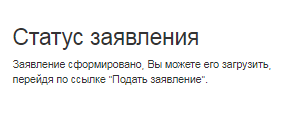 Статус заявления
Заявление сформировано, Вы можете его загрузить,
перейдя по ссылке "Подать заявление".